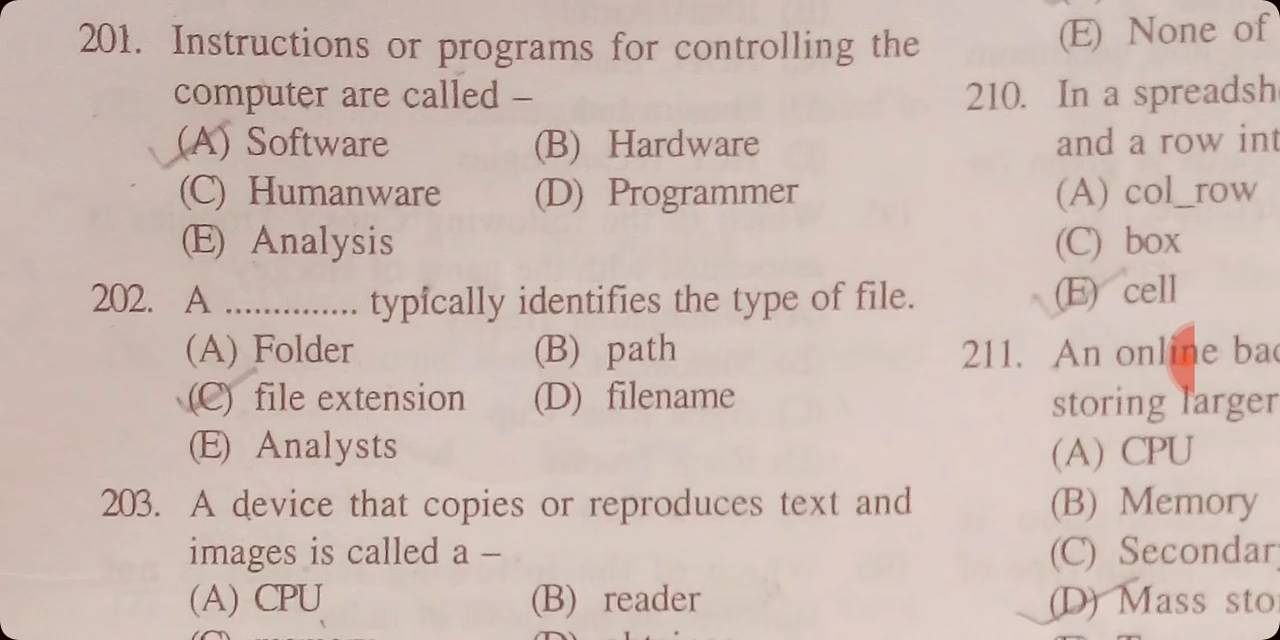 201. Instructions or programs for controlling the
computer are called –
(A) Software (B) Hardware
(C) Humanware (D) Programmer
(E) Analysis
202. A .............. typically identifies the type of file.
(A) Folder (B) path
(C) file extension (D) filename
(E) Analysts
203. A device that copies or reproduces text and
images is called a –
(A) CPU (B) reader
(E) None of
210. In a spreadsh
and a row int
(A) col_row
(C) box
(E) cell
211. An online bac
storing larger
(A) CPU
(B) Memory
(C) Secondar
(D) Mass sto